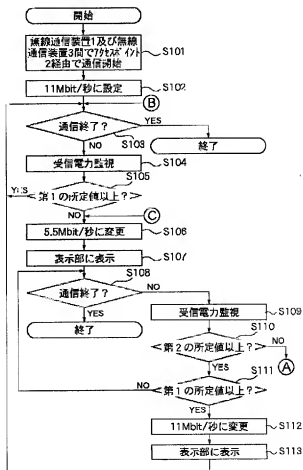 開始
無線通信装置1及び無線
通信装置3間でアクセスポイント
2経由で通信開始
S101
11Mbit/秒に設定
S102
B
通信終了?
YES
S103
NO
終了
受信電力監視
S104
S105
YES
第1の所定値以上?
NO
C
5.5Mbit/秒に変更
S106
表示部に表示
S107
S108
通信終了?
NO
YES
終了
受信電力監視
S109
S110
第2の所定値以上?
NO
A
YES
S111
NO
第1の所定値以上?
YES
11Mbit/秒に変更
S112
表示部に表示
S113